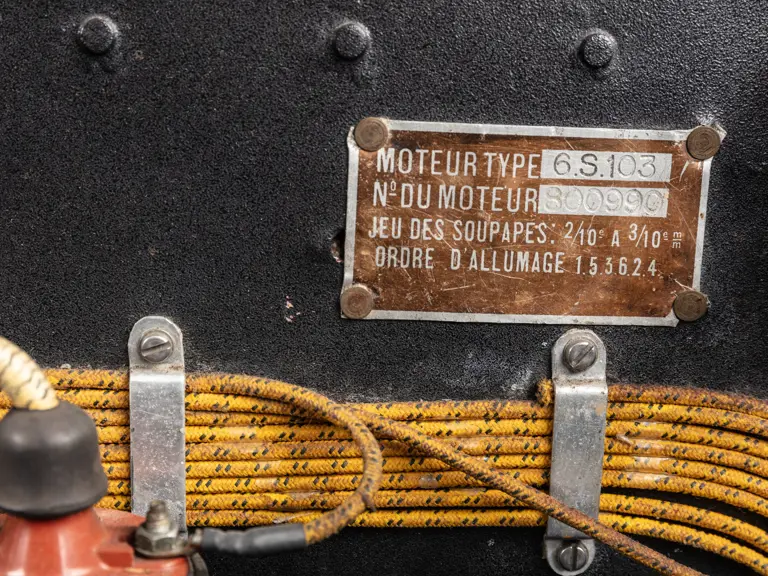 MOTEUR TYPE 6.S.103
Nº DU MOTEUR 800990
JEU DES SOUPAPES: 2/10e A 3/10e m/m
ORDRE D'ALLUMAGE 1.5.3.6.2.4.